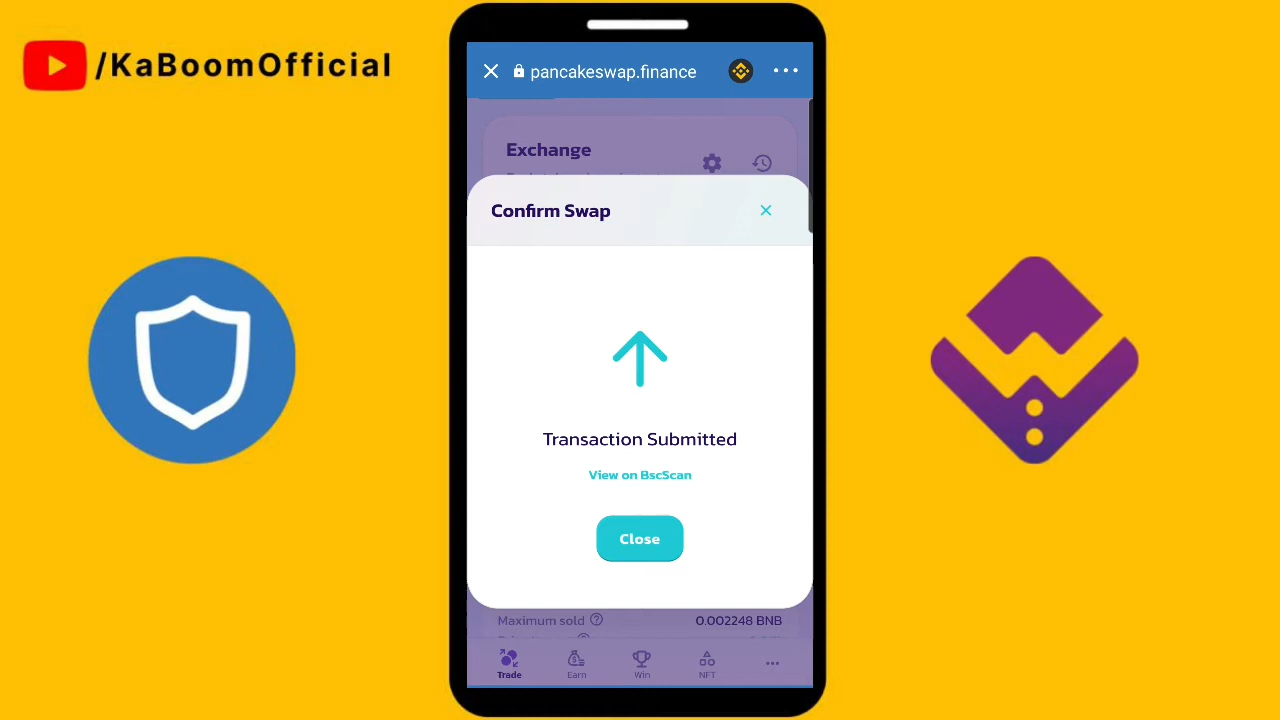 /KaBoomOfficial
pancakeswap.finance
Exchange
Confirm Swap
Transaction Submitted
View on BscScan
Close
Maximum sold
0.002248 BNB
Trade
Earn
Win
NFT